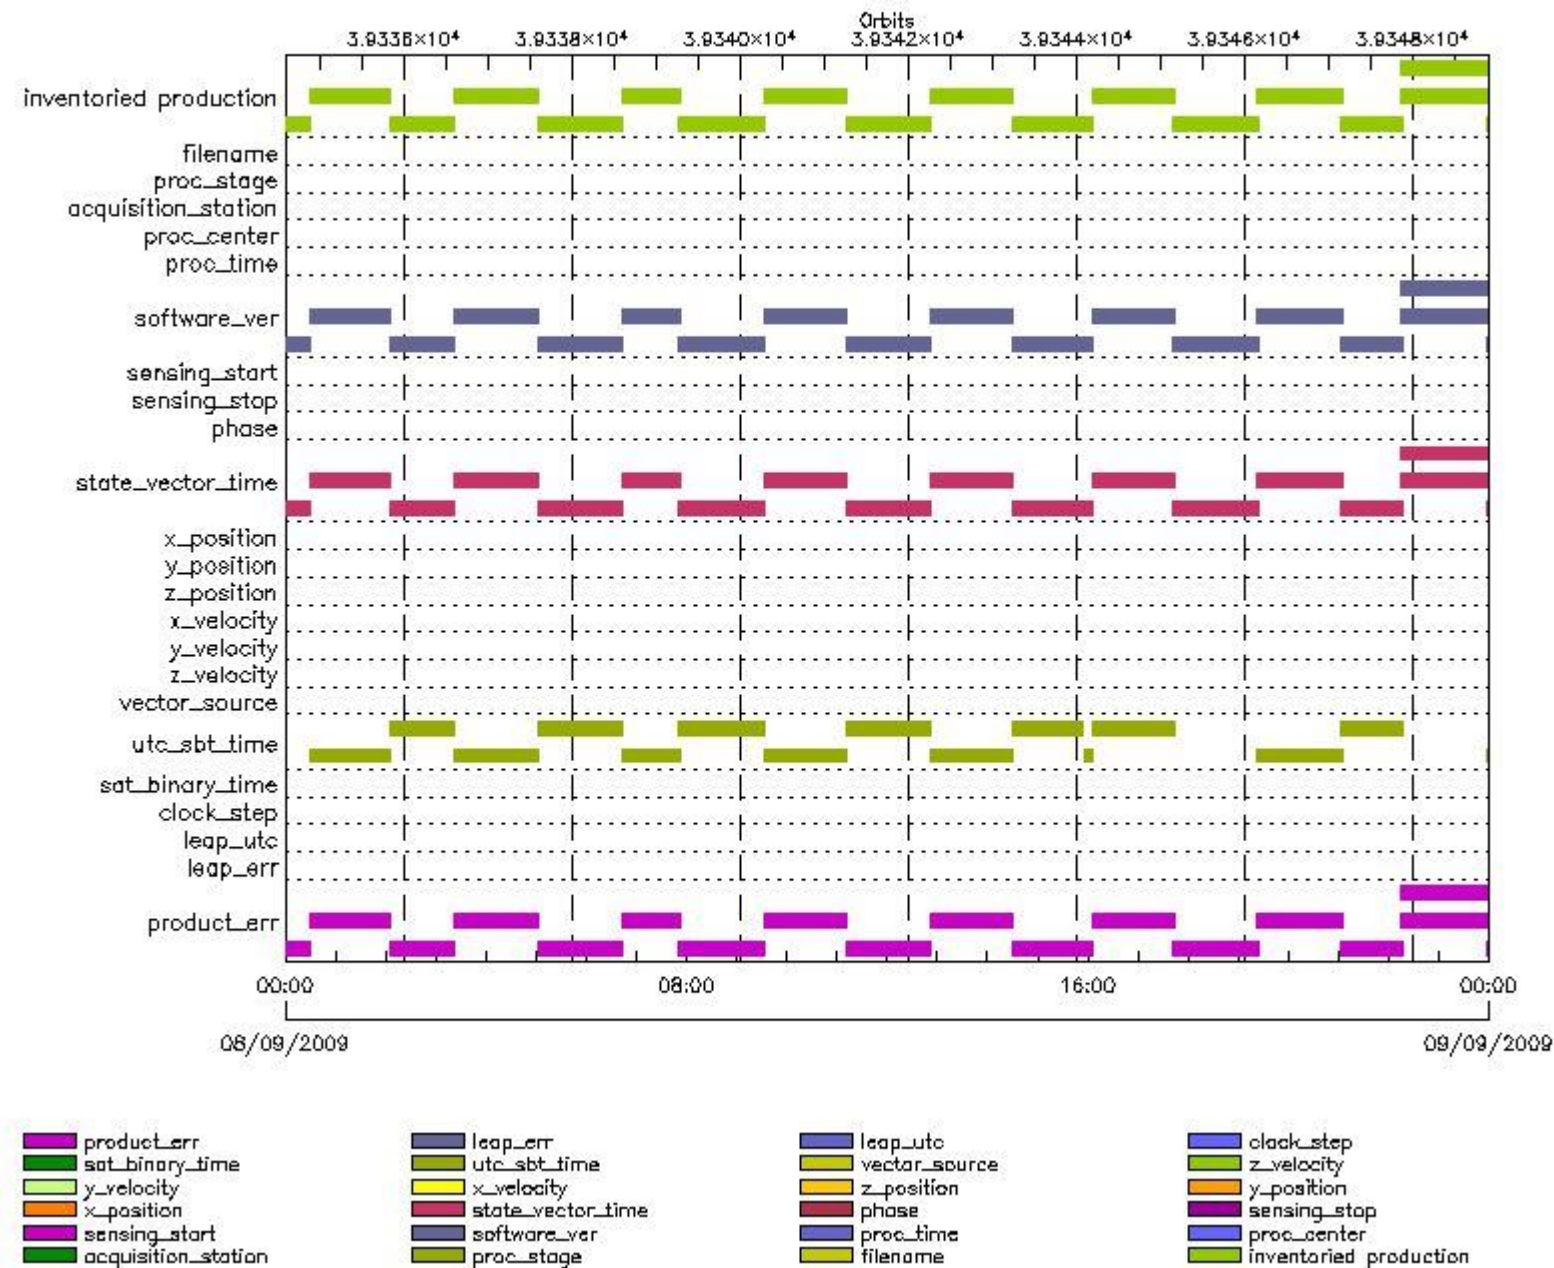 Orbits
3.9336×10⁴ 3.9338×10⁴ 3.9340×10⁴ 3.9342×10⁴ 3.9344×10⁴ 3.9346×10⁴ 3.9348×10⁴
inventoried production
filename
proc_stage
acquisition_station
proc_center
proc_time
software_ver
sensing_start
sensing_stop
phase
state_vector_time
x_position
y_position
z_position
x_velocity
y_velocity
z_velocity
vector_source
utc_sbt_time
sat_binary_time
clock_step
leap_utc
leap_err
product_err
00:00 08:00 16:00 00:00
08/09/2009 09/09/2009
product_err leap_err leap_utc clock_step
sat_binary_time utc_sbt_time vector_source z_velocity
y_velocity x_velocity z_position y_position
x_position state_vector_time phase sensing_stop
sensing_start software_ver proc_time proc_center
acquisition_station proc_stage filename inventoried production